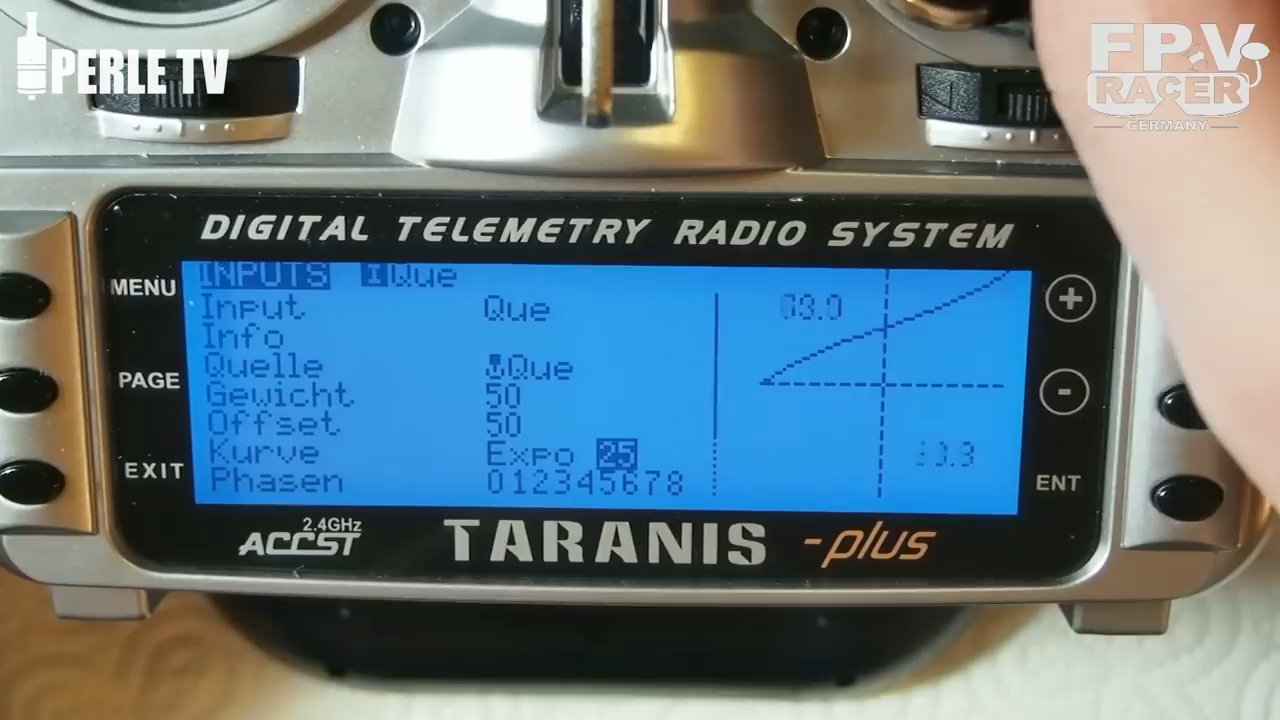 PERLE TV
FPV
RACER
GERMANY
DIGITAL TELEMETRY RADIO SYSTEM
MENU
PAGE
EXIT
INPUTS IQue
Input Que
Info
Quelle Que
Gewicht 50
Offset 50
Kurve Expo 25
Phasen 012345678
+
-
ENT
2.4GHz
ACCST
TARANIS -plus